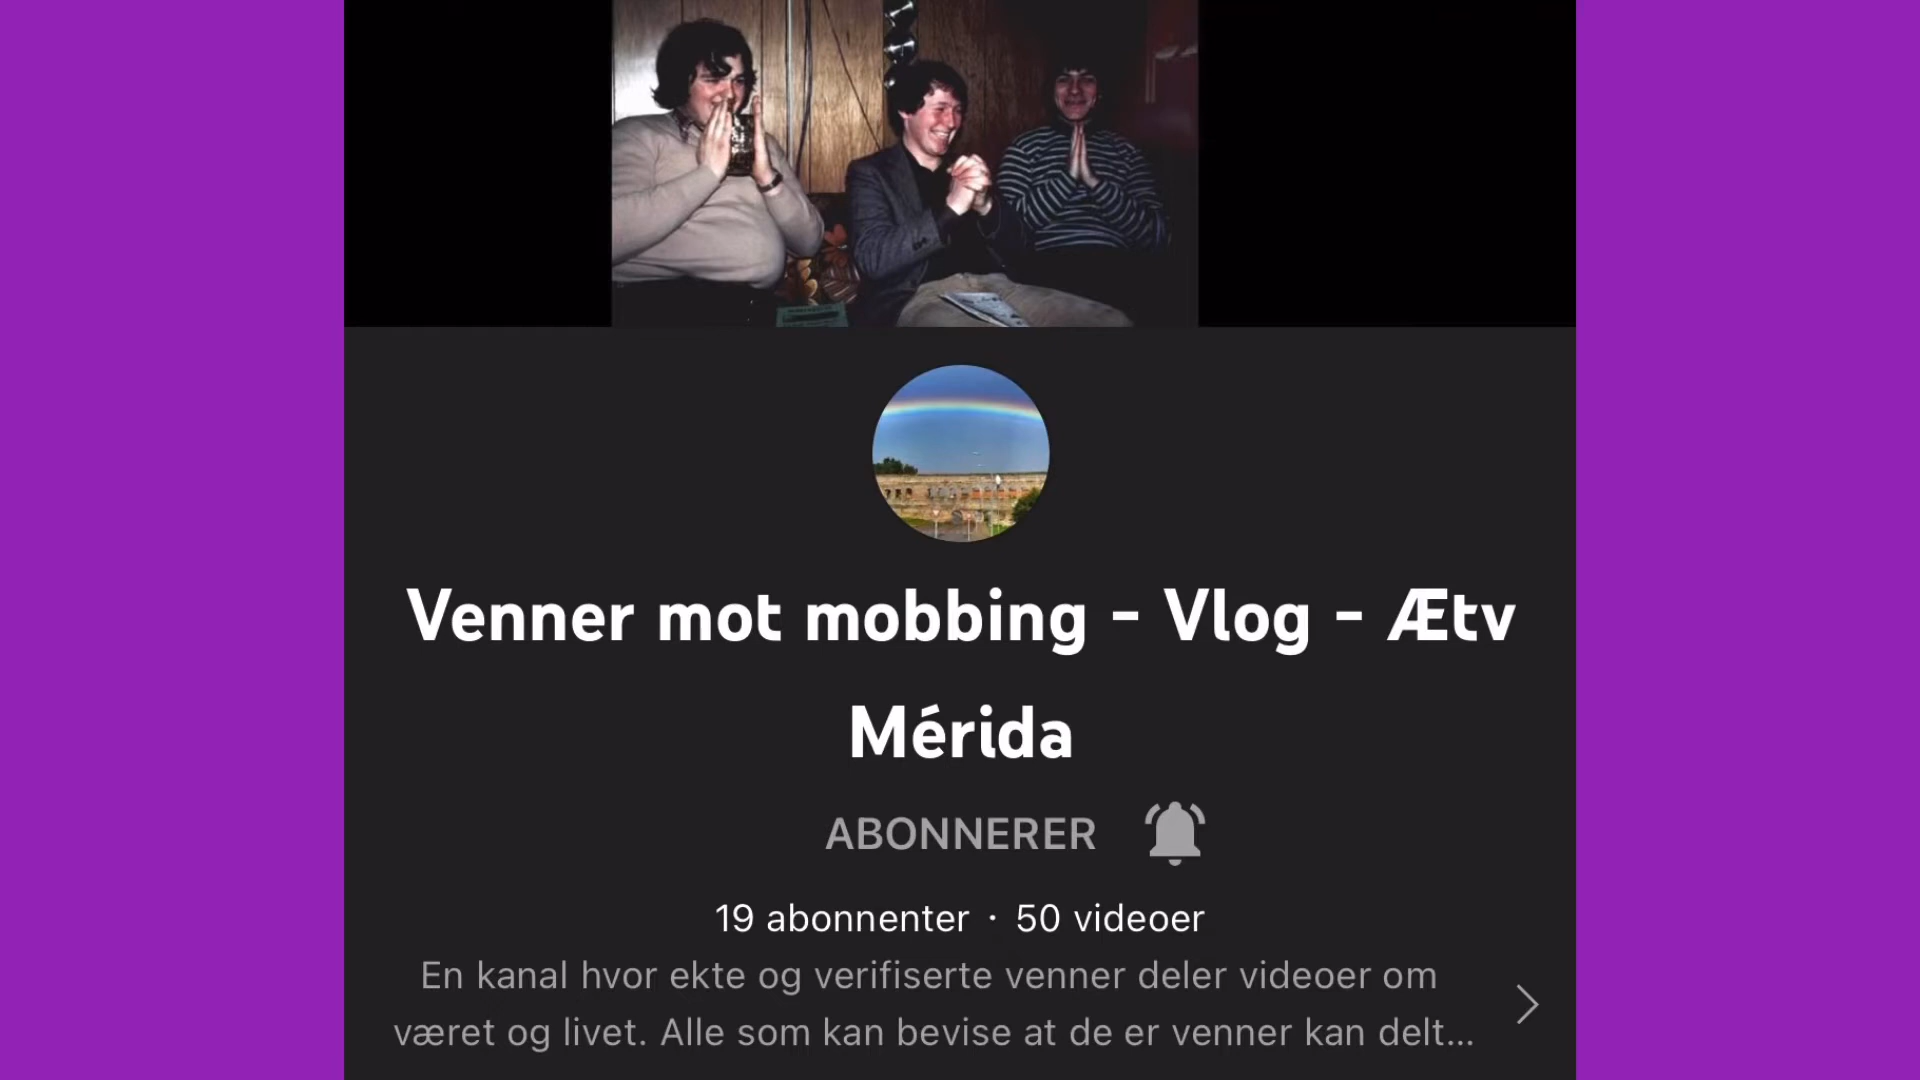 Venner mot mobbing - Vlog - Ætv
Mérida
ABONNERER
19 abonnenter · 50 videoer
En kanal hvor ekte og verifiserte venner deler videoer om
været og livet. Alle som kan bevise at de er venner kan delt...